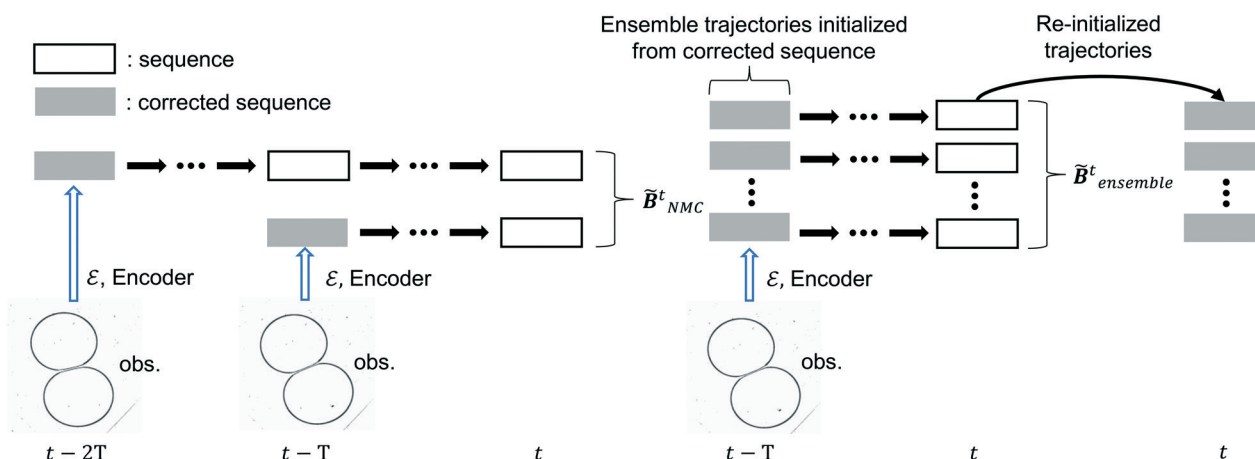 : sequence
: corrected sequence
ℰ, Encoder
obs.
t − 2T
ℰ, Encoder
obs.
t − T
t
B̃ᵗ_NMC
Ensemble trajectories initialized
from corrected sequence
Re-initialized
trajectories
B̃ᵗ_ensemble
ℰ, Encoder
obs.
t − T
t
t